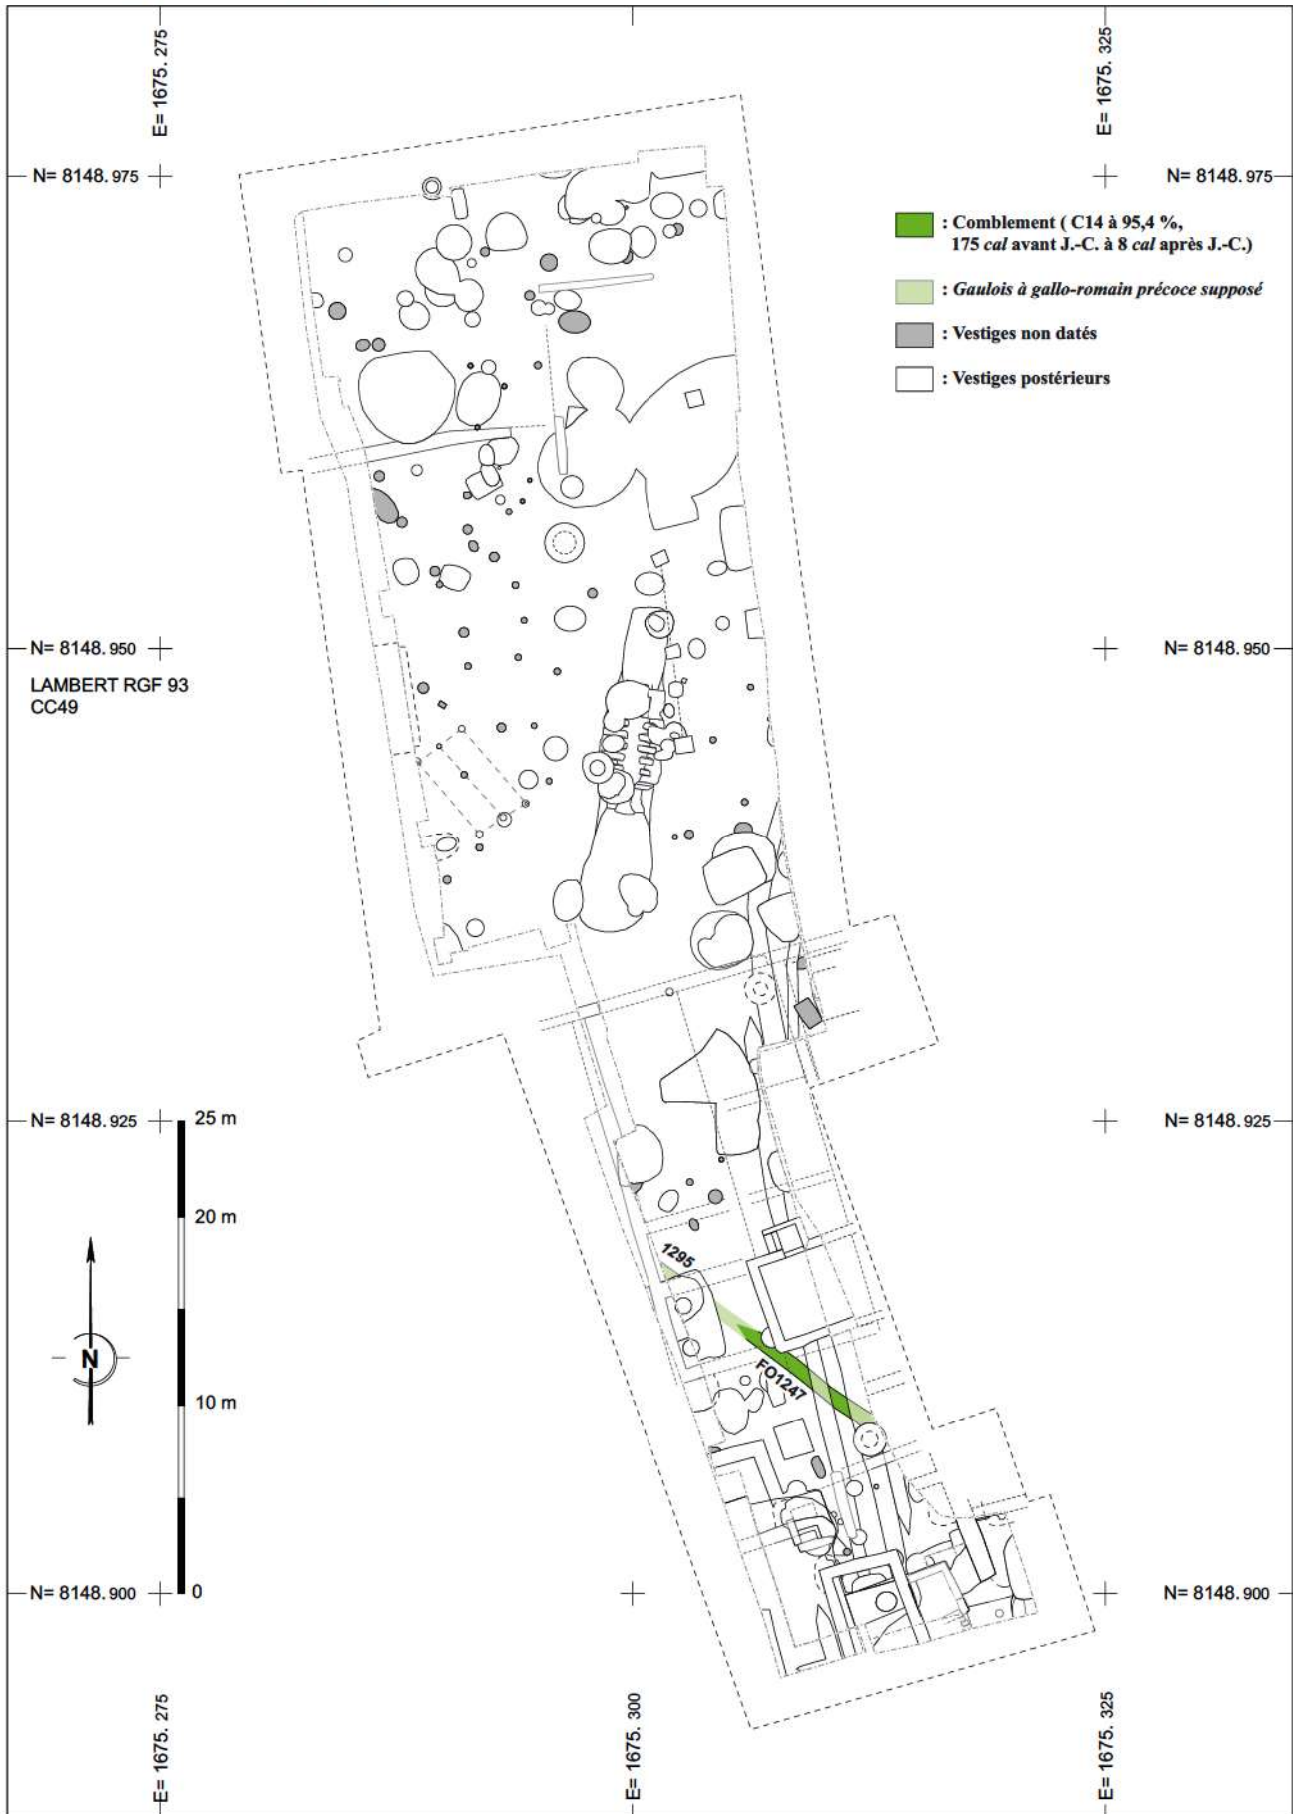 E= 1675. 275
E= 1675. 325
N= 8148. 975
N= 8148. 975
: Comblement ( C14 à 95,4 %,
175 cal avant J.-C. à 8 cal après J.-C.)
: Gaulois à gallo-romain précoce supposé
: Vestiges non datés
: Vestiges postérieurs
N= 8148. 950
N= 8148. 950
LAMBERT RGF 93
CC49
N= 8148. 925
25 m
N= 8148. 925
20 m
1295
N
FO1247
10 m
N= 8148. 900
0
N= 8148. 900
E= 1675. 275
E= 1675. 300
E= 1675. 325